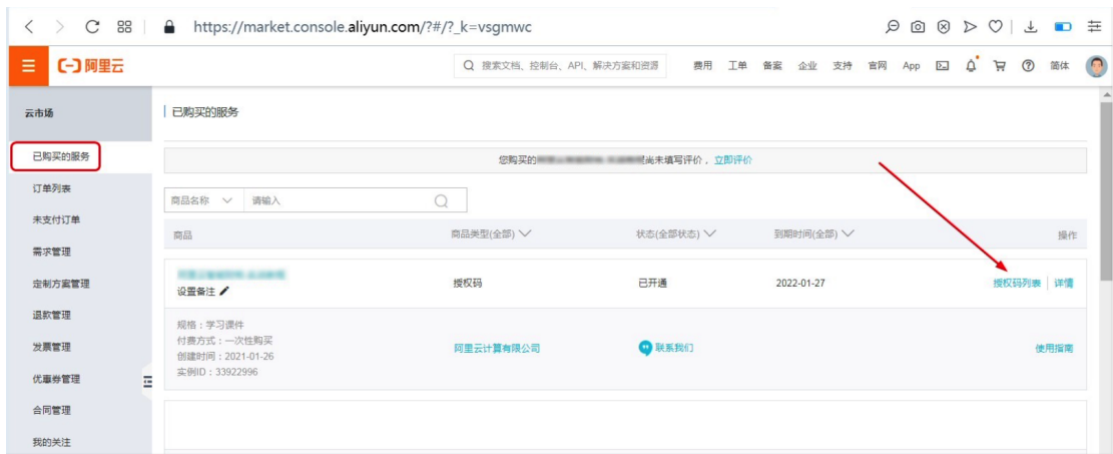 https://market.console.aliyun.com/?#/?_k=vsgmwc
阿里云
搜索文档、控制台、API、解决方案和资源 费用 工单 备案 企业 支持 官网 App 简体
云市场
已购买的服务
已购买的服务
您购买的 尚未填写评价，立即评价
订单列表
商品名称 请输入
未支付订单
商品 商品类型(全部) 状态(全部状态) 到期时间(全部) 操作
需求管理
定制方案管理
授权码 已开通 2022-01-27 授权码列表 详情
设置备注
退款管理
规格：学习课件
付费方式：一次性购买
创建时间：2021-01-26
实例ID：33922996
发票管理
阿里云计算有限公司 联系我们 使用指南
优惠券管理
合同管理
我的关注